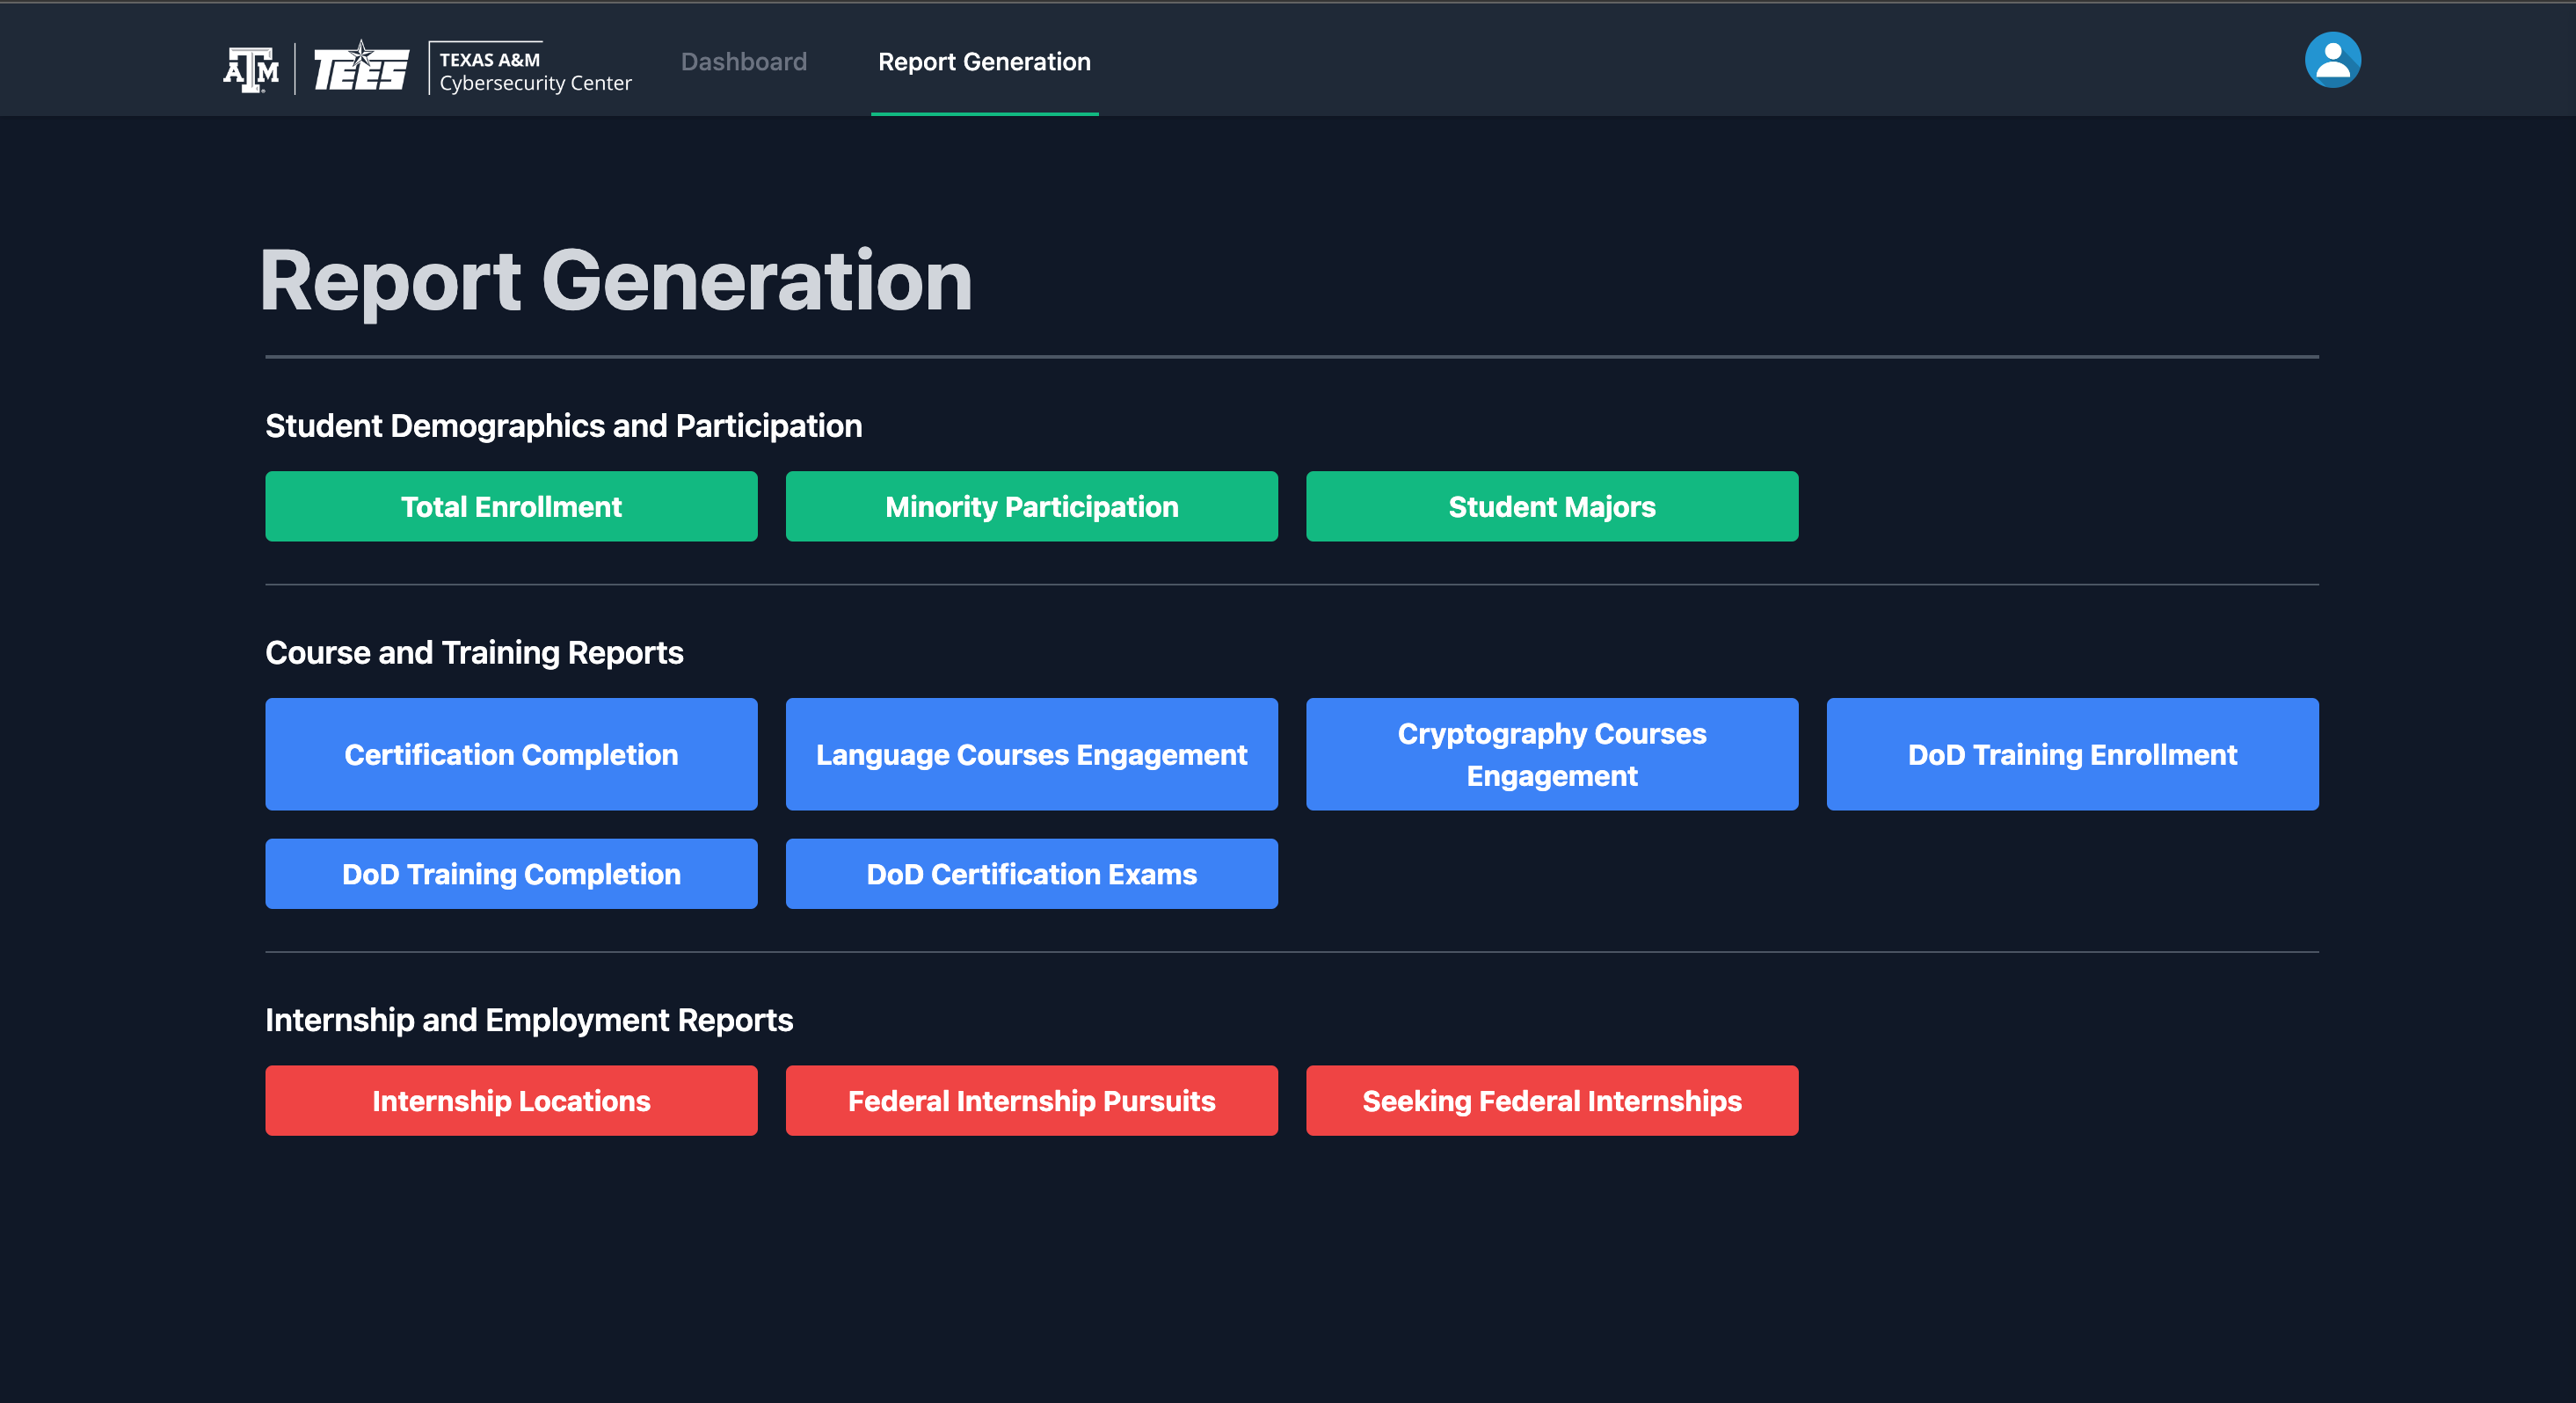 ATM
TEES
TEXAS A&M
Cybersecurity Center
Dashboard
Report Generation
Report Generation
Student Demographics and Participation
Total Enrollment
Minority Participation
Student Majors
Course and Training Reports
Certification Completion
Language Courses Engagement
Cryptography Courses
Engagement
DoD Training Enrollment
DoD Training Completion
DoD Certification Exams
Internship and Employment Reports
Internship Locations
Federal Internship Pursuits
Seeking Federal Internships